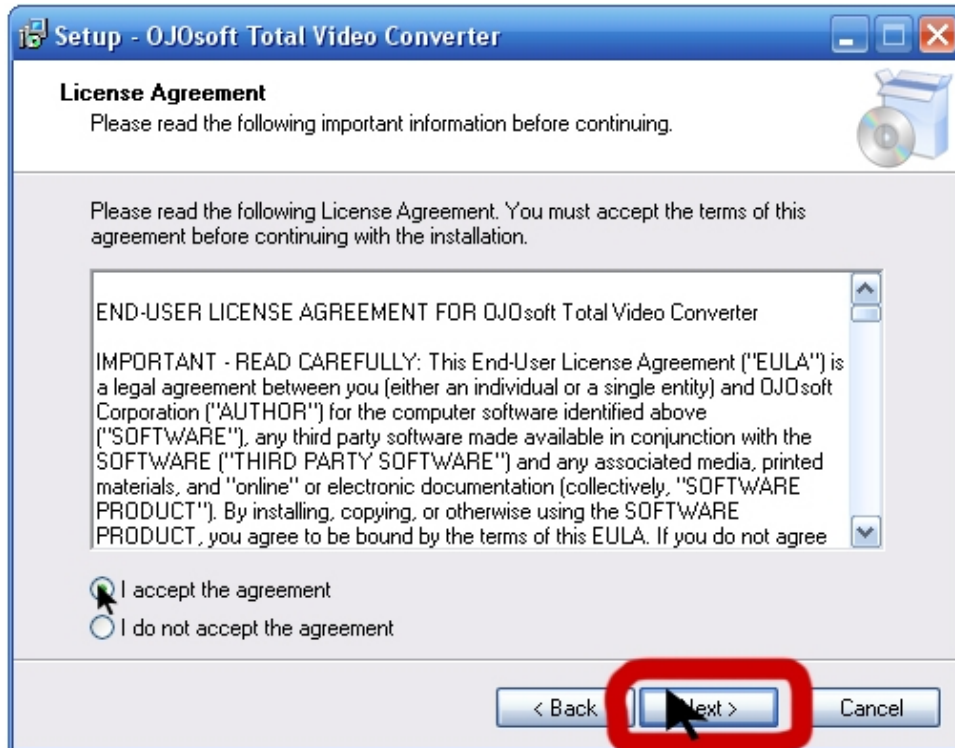 Setup - OJOsoft Total Video Converter
License Agreement
Please read the following important information before continuing.
Please read the following License Agreement. You must accept the terms of this
agreement before continuing with the installation.
END-USER LICENSE AGREEMENT FOR OJOsoft Total Video Converter
IMPORTANT - READ CAREFULLY: This End-User License Agreement ("EULA") is
a legal agreement between you (either an individual or a single entity) and OJOsoft
Corporation ("AUTHOR") for the computer software identified above
("SOFTWARE"), any third party software made available in conjunction with the
SOFTWARE ("THIRD PARTY SOFTWARE") and any associated media, printed
materials, and "online" or electronic documentation (collectively, "SOFTWARE
PRODUCT"). By installing, copying, or otherwise using the SOFTWARE
PRODUCT, you agree to be bound by the terms of this EULA. If you do not agree
I accept the agreement
I do not accept the agreement
< Back
Next >
Cancel